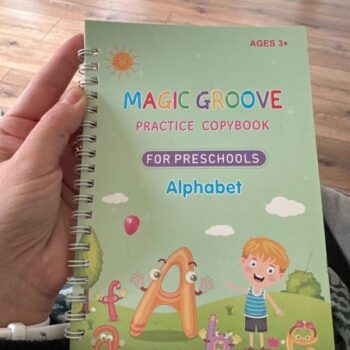 AGES 3+
MAGIC GROOVE
PRACTICE COPYBOOK
FOR PRESCHOOLS
Alphabet
A